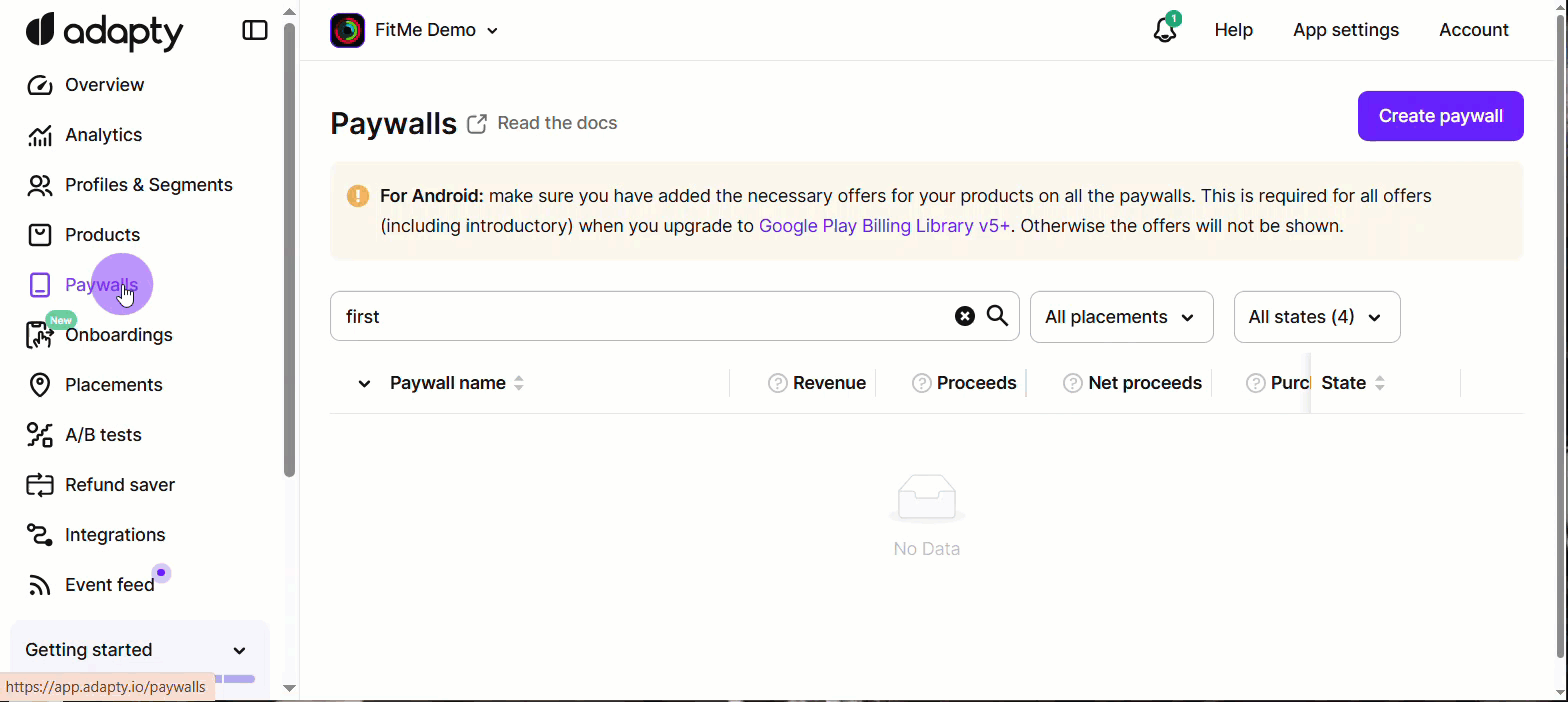 adapty
FitMe Demo
1
Help
App settings
Account
Overview
Analytics
Profiles & Segments
Products
Paywalls
New
Onboardings
Placements
A/B tests
Refund saver
Integrations
Event feed
Getting started
https://app.adapty.io/paywalls
Paywalls
Read the docs
Create paywall
For Android: make sure you have added the necessary offers for your products on all the paywalls. This is required for all offers
(including introductory) when you upgrade to Google Play Billing Library v5+. Otherwise the offers will not be shown.
first
All placements
All states (4)
Paywall name
? Revenue
? Proceeds
? Net proceeds
? Purc
State
No Data